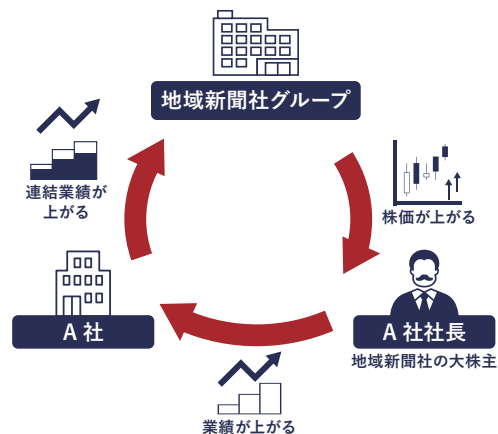 地域新聞社グループ
連結業績が
上がる
株価が上がる
A 社
A 社社長
地域新聞社の大株主
業績が上がる